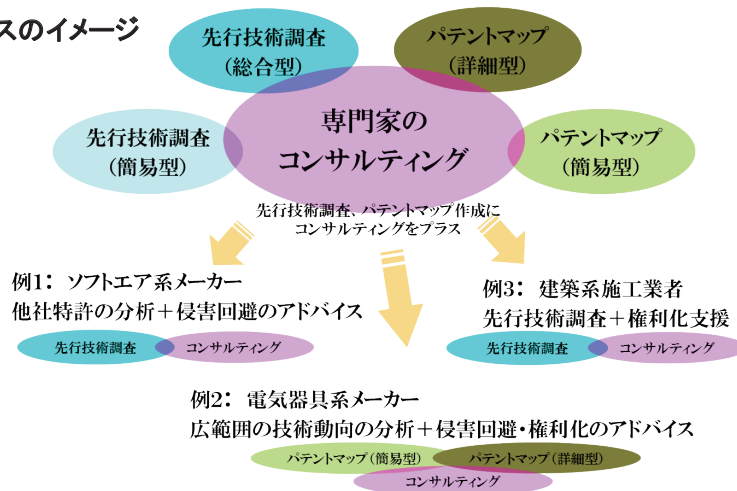 スのイメージ
先行技術調査
（総合型）
パテントマップ
（詳細型）
先行技術調査
（簡易型）
専門家の
コンサルティング
パテントマップ
（簡易型）
先行技術調査、パテントマップ作成に
コンサルティングをプラス
例1： ソフトエア系メーカー
他社特許の分析＋侵害回避のアドバイス
先行技術調査 コンサルティング
例3： 建築系施工業者
先行技術調査＋権利化支援
先行技術調査 コンサルティング
例2： 電気器具系メーカー
広範囲の技術動向の分析＋侵害回避・権利化のアドバイス
パテントマップ（簡易型） パテントマップ（詳細型）
コンサルティング